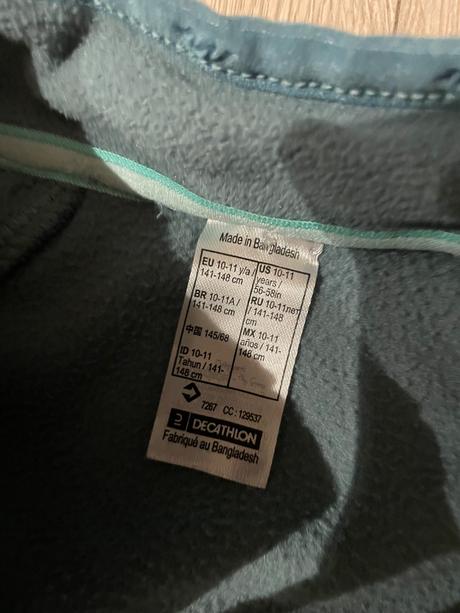 Made in Bangladesh
EU 10-11 y/a /
141-148 cm
BR 10-11A /
141-148 cm
中国 145/68
ID 10-11
Tahun / 141-
148 cm
US 10-11
years /
56-58in
RU 10-11лет
/ 141-148
cm
MX 10-11
años / 141-
148 cm
7267 CC : 129537
DECATHLON
Fabriqué au Bangladesh